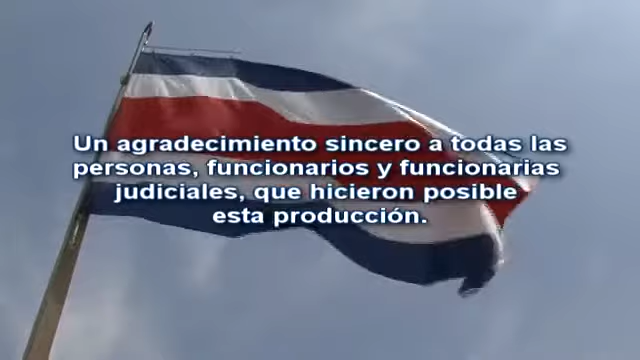 Un agradecimiento sincero a todas las
personas, funcionarios y funcionarias
judiciales, que hicieron posible
esta producción.